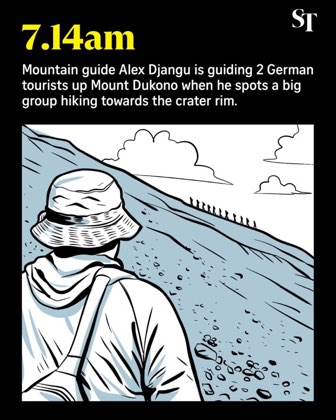 ST
7.14am
Mountain guide Alex Djangu is guiding 2 German
tourists up Mount Dukono when he spots a big
group hiking towards the crater rim.